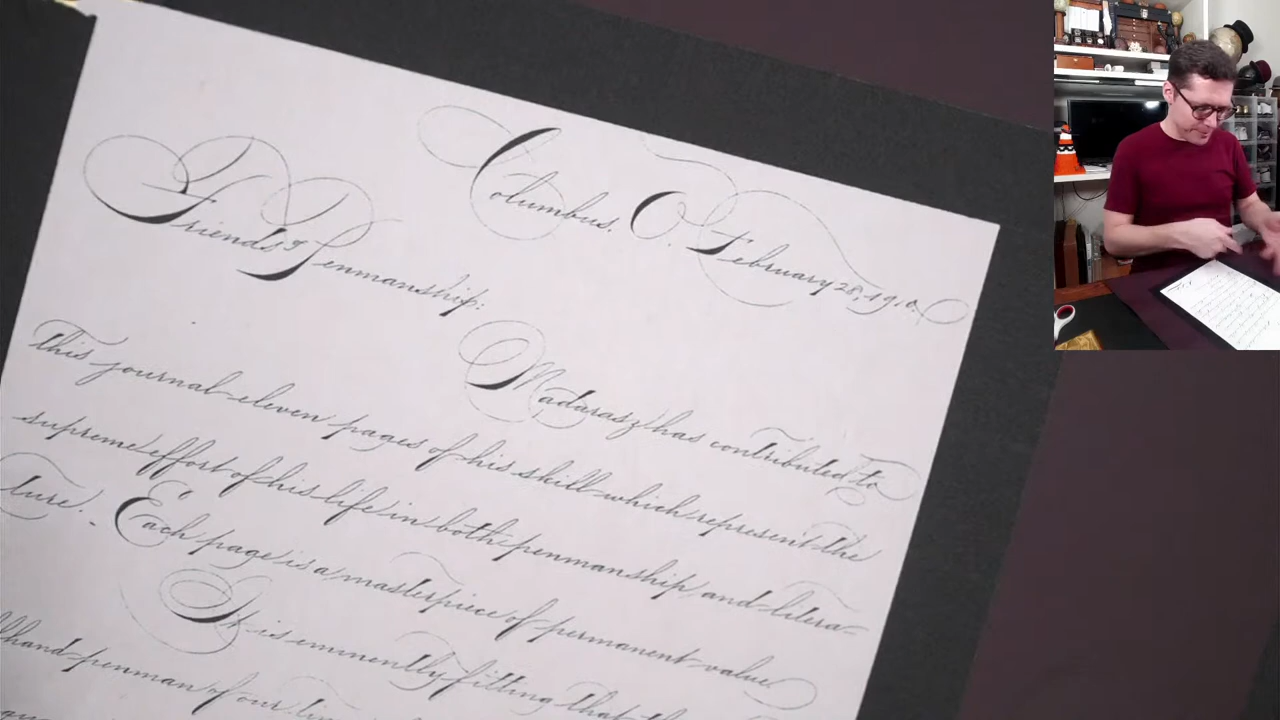 Columbus, O. February 28, 1910.
Friends of Penmanship:
Madarasz has contributed to
this journal eleven pages of his skill which represent the
supreme effort of his life in both penmanship and litera-
ture. Each page is a masterpiece of permanent value.
It is eminently fitting that th
hand penman of our tim